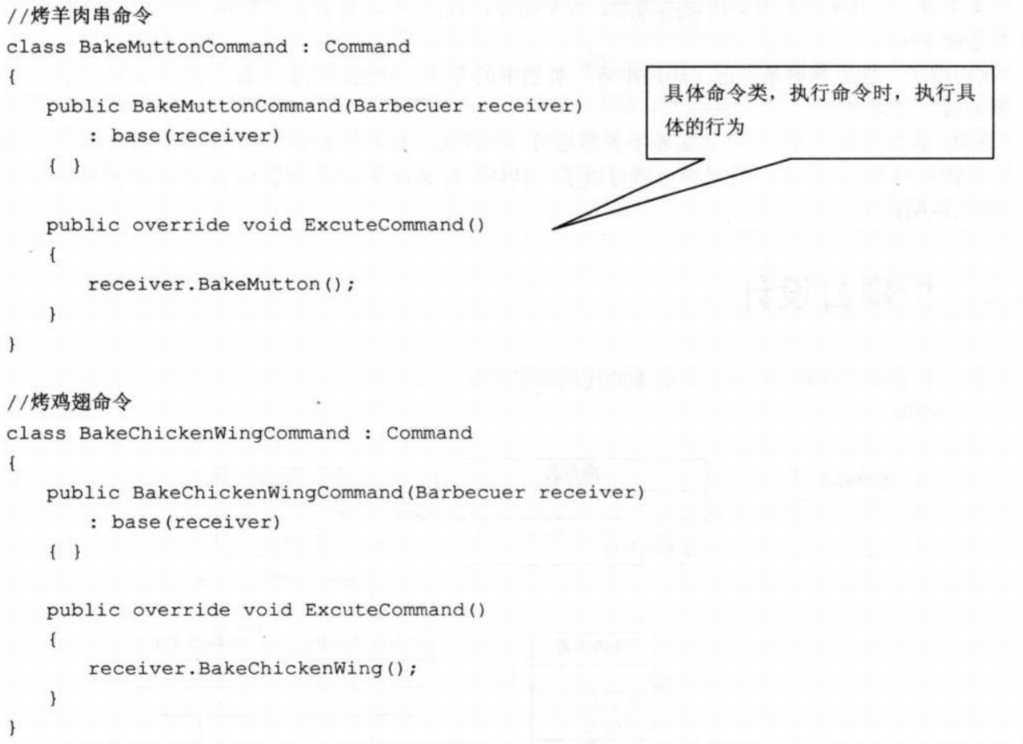 //烤羊肉串命令
class BakeMuttonCommand : Command
{
public BakeMuttonCommand(Barbecuer receiver)
: base(receiver)
{ }
具体命令类，执行命令时，执行具
体的行为
public override void ExcuteCommand()
{
receiver.BakeMutton();
}
}
//烤鸡翅命令
class BakeChickenWingCommand : Command
{
public BakeChickenWingCommand(Barbecuer receiver)
: base(receiver)
{ }
public override void ExcuteCommand()
{
receiver.BakeChickenWing();
}
}